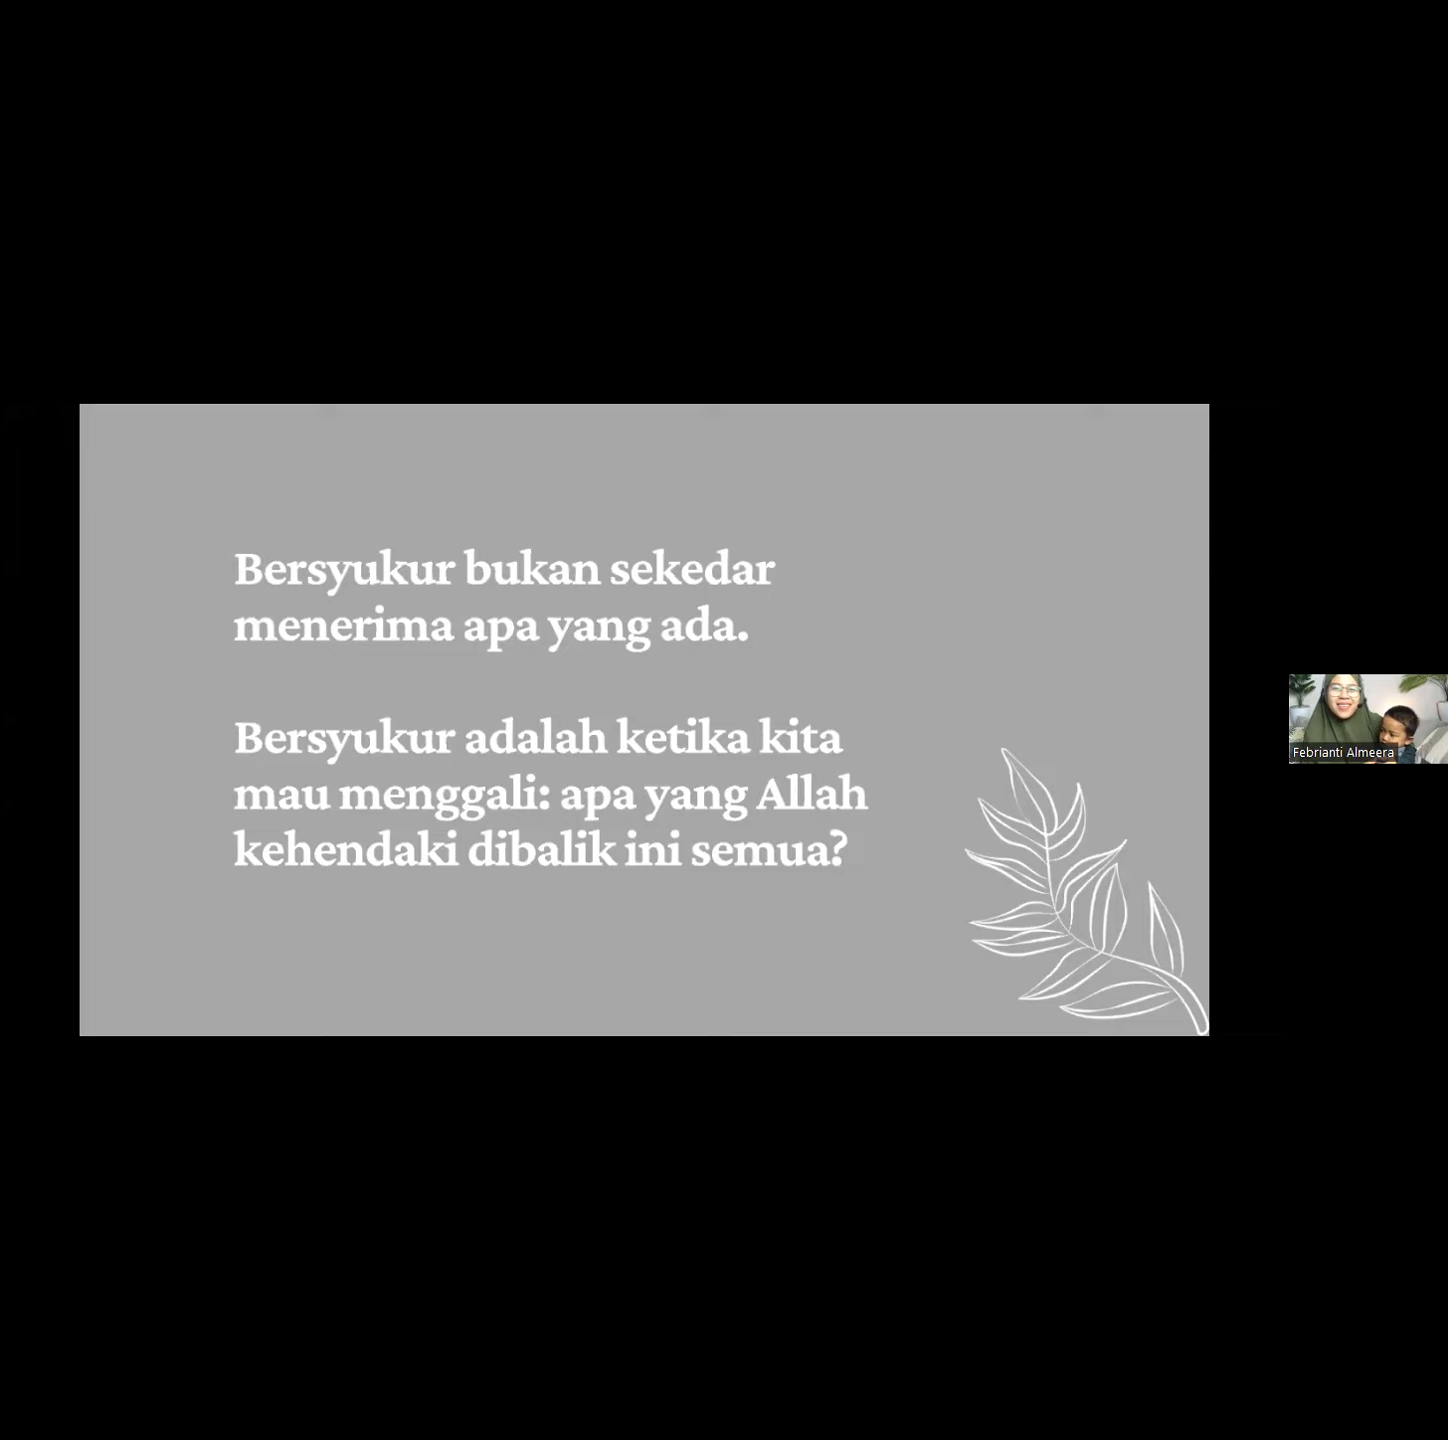 Bersyukur bukan sekedar
menerima apa yang ada.
Bersyukur adalah ketika kita
mau menggali: apa yang Allah
kehendaki dibalik ini semua?
Febrianti Almeera